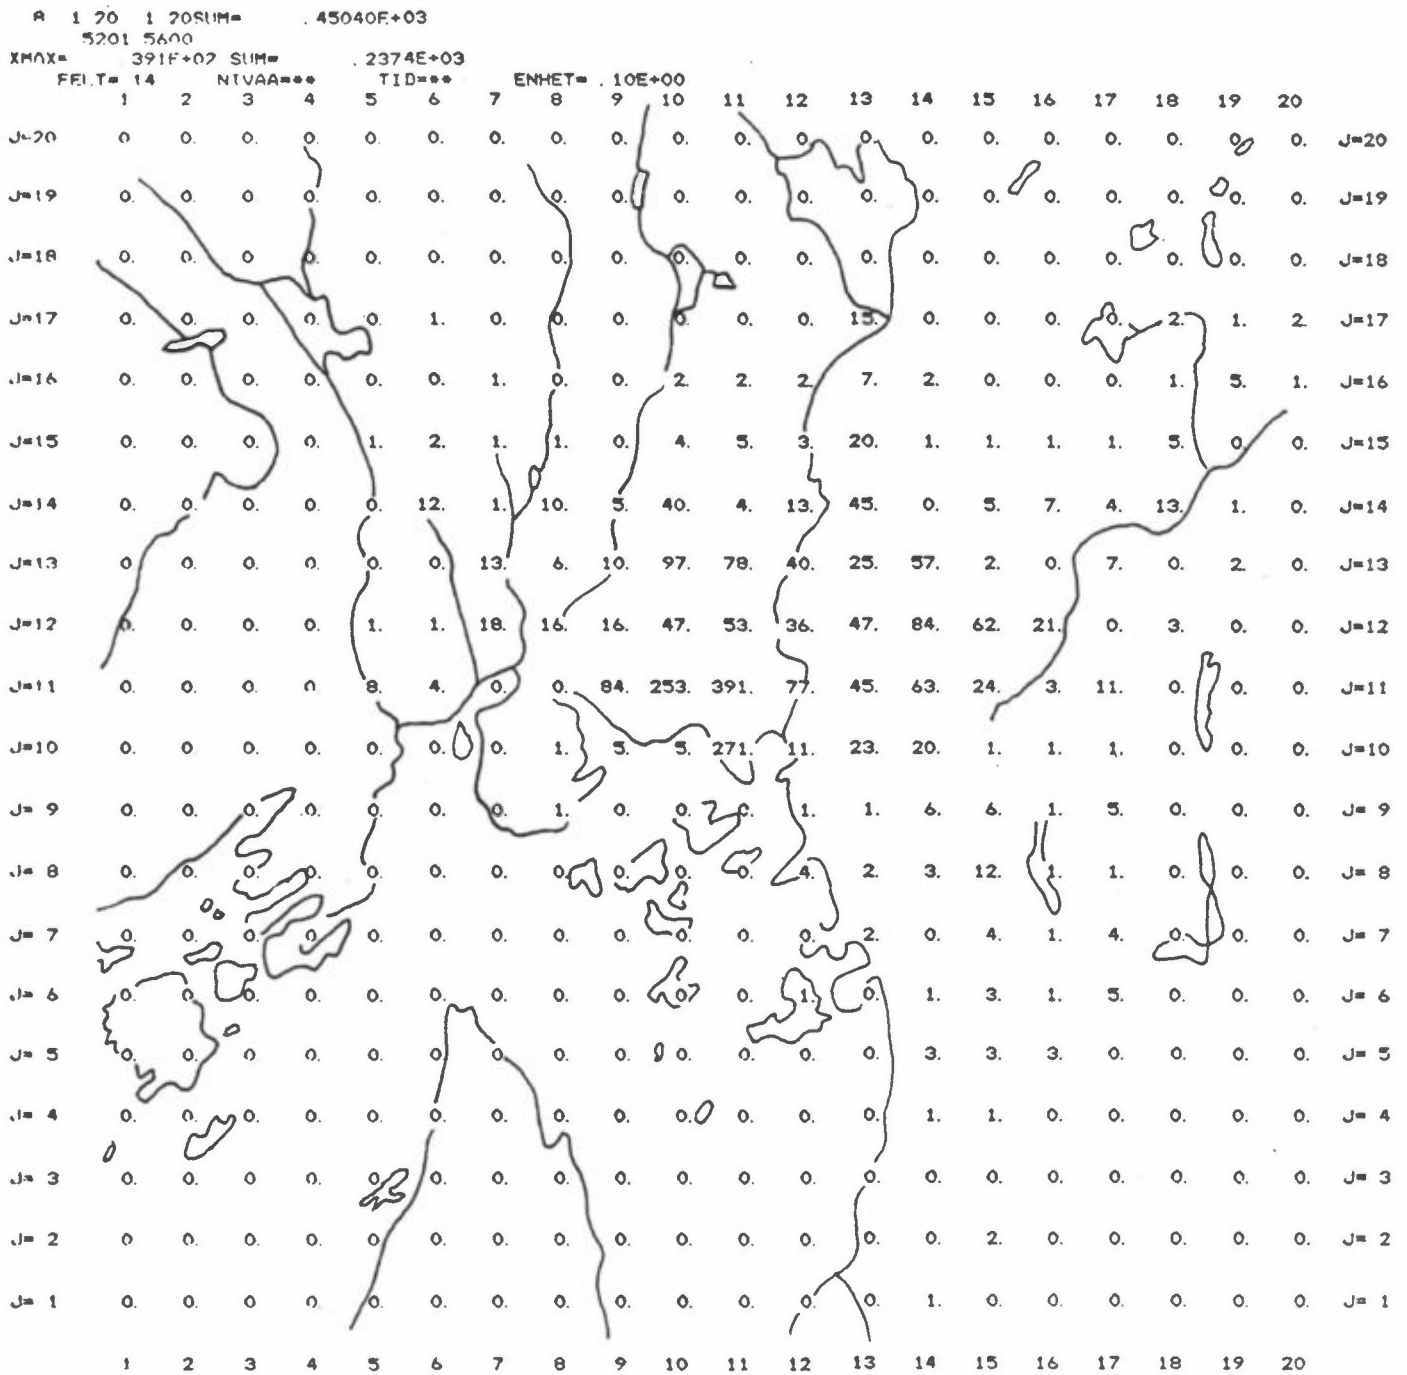 A 1 20 1 20SUM= .45040E+03
5201 5600
XMAX= 391E+02 SUM= .2374E+03
FELT= 14 NIVAA=** TID=** ENHET= .10E+00
1 2 3 4 5 6 7 8 9 10 11 12 13 14 15 16 17 18 19 20
J=20 0. 0. 0. 0. 0. 0. 0. 0. 0. 0. 0. 0. 0. 0. 0. 0. 0. 0. 0. 0. J=20
J=19 0. 0. 0. 0. 0. 0. 0. 0. 0. 0. 0. 0. 0. 0. 0. 0. 0. 0. 0. 0. J=19
J=18 0. 0. 0. 0. 0. 0. 0. 0. 0. 0. 0. 0. 0. 0. 0. 0. 0. 0. 0. 0. J=18
J=17 0. 0. 0. 0. 0. 1. 0. 0. 0. 0. 0. 0. 15. 0. 0. 0. 0. 2. 1. 2. J=17
J=16 0. 0. 0. 0. 0. 0. 1. 0. 0. 2. 2. 2. 7. 2. 0. 0. 0. 1. 5. 1. J=16
J=15 0. 0. 0. 0. 1. 2. 1. 1. 0. 4. 5. 3. 20. 1. 1. 1. 1. 5. 0. 0. J=15
J=14 0. 0. 0. 0. 0. 12. 1. 10. 5. 40. 4. 13. 45. 0. 5. 7. 4. 13. 1. 0. J=14
J=13 0. 0. 0. 0. 0. 0. 13. 6. 10. 97. 78. 40. 25. 57. 2. 0. 7. 0. 2. 0. J=13
J=12 0. 0. 0. 0. 1. 1. 18. 16. 16. 47. 53. 36. 47. 84. 62. 21. 0. 3. 0. 0. J=12
J=11 0. 0. 0. 0. 8. 4. 0. 0. 84. 253. 391. 77. 45. 63. 24. 3. 11. 0. 0. 0. J=11
J=10 0. 0. 0. 0. 0. 0. 0. 1. 5. 5. 271. 11. 23. 20. 1. 1. 1. 0. 0. 0. J=10
J= 9 0. 0. 0. 0. 0. 0. 0. 1. 0. 0. 0. 1. 1. 6. 6. 1. 5. 0. 0. 0. J= 9
J= 8 0. 0. 0. 0. 0. 0. 0. 0. 0. 0. 0. 4. 2. 3. 12. 1. 1. 0. 0. 0. J= 8
J= 7 0. 0. 0. 0. 0. 0. 0. 0. 0. 0. 0. 0. 2. 0. 4. 1. 4. 0. 0. 0. J= 7
J= 6 0. 0. 0. 0. 0. 0. 0. 0. 0. 0. 0. 1. 0. 1. 3. 1. 5. 0. 0. 0. J= 6
J= 5 0. 0. 0. 0. 0. 0. 0. 0. 0. 0. 0. 0. 0. 3. 3. 3. 0. 0. 0. 0. J= 5
J= 4 0. 0. 0. 0. 0. 0. 0. 0. 0. 0. 0. 0. 0. 1. 1. 0. 0. 0. 0. 0. J= 4
J= 3 0. 0. 0. 0. 0. 0. 0. 0. 0. 0. 0. 0. 0. 0. 0. 0. 0. 0. 0. 0. J= 3
J= 2 0. 0. 0. 0. 0. 0. 0. 0. 0. 0. 0. 0. 0. 0. 2. 0. 0. 0. 0. 0. J= 2
J= 1 0. 0. 0. 0. 0. 0. 0. 0. 0. 0. 0. 0. 0. 1. 0. 0. 0. 0. 0. 0. J= 1
1 2 3 4 5 6 7 8 9 10 11 12 13 14 15 16 17 18 19 20